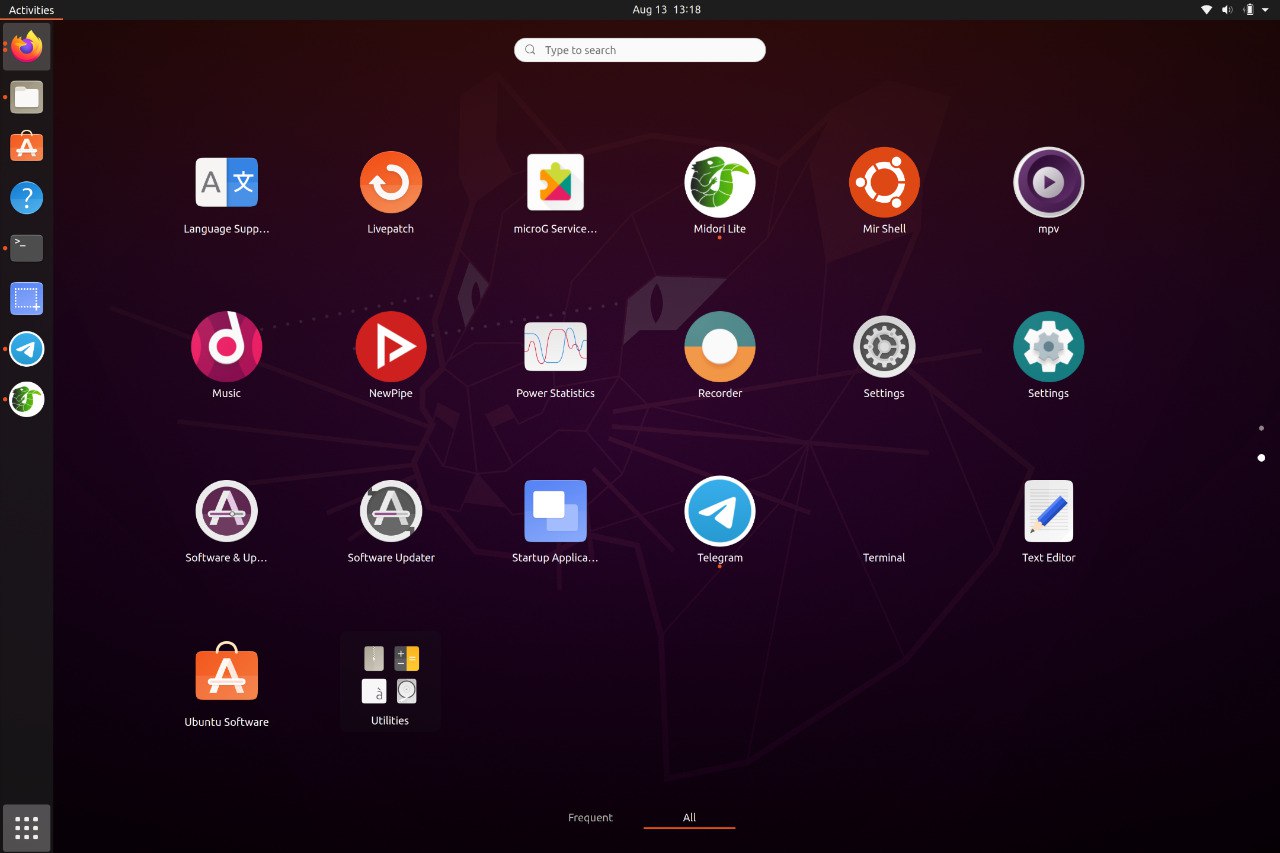 Activities
Aug 13 13:18
Type to search
Language Supp...
Livepatch
microG Service...
Midori Lite
Mir Shell
mpv
Music
NewPipe
Power Statistics
Recorder
Settings
Settings
Software & Up...
Software Updater
Startup Applica...
Telegram
Terminal
Text Editor
Ubuntu Software
Utilities
Frequent
All